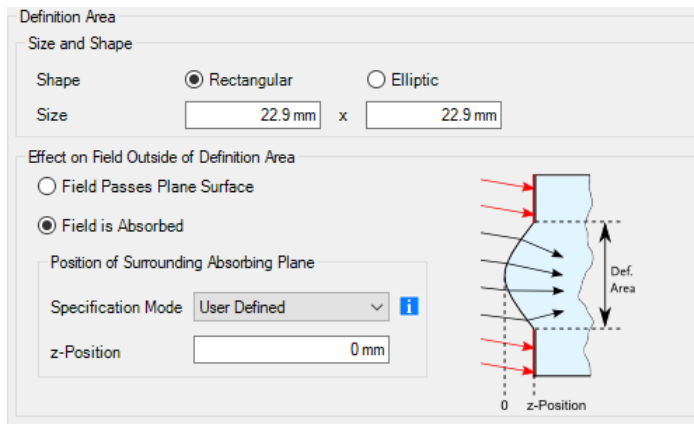 Definition Area
Size and Shape
Shape Rectangular Elliptic
Size 22.9 mm x 22.9 mm
Effect on Field Outside of Definition Area
Field Passes Plane Surface
Field is Absorbed
Position of Surrounding Absorbing Plane
Specification Mode User Defined i
z-Position 0 mm
Def.
Area
0 z-Position